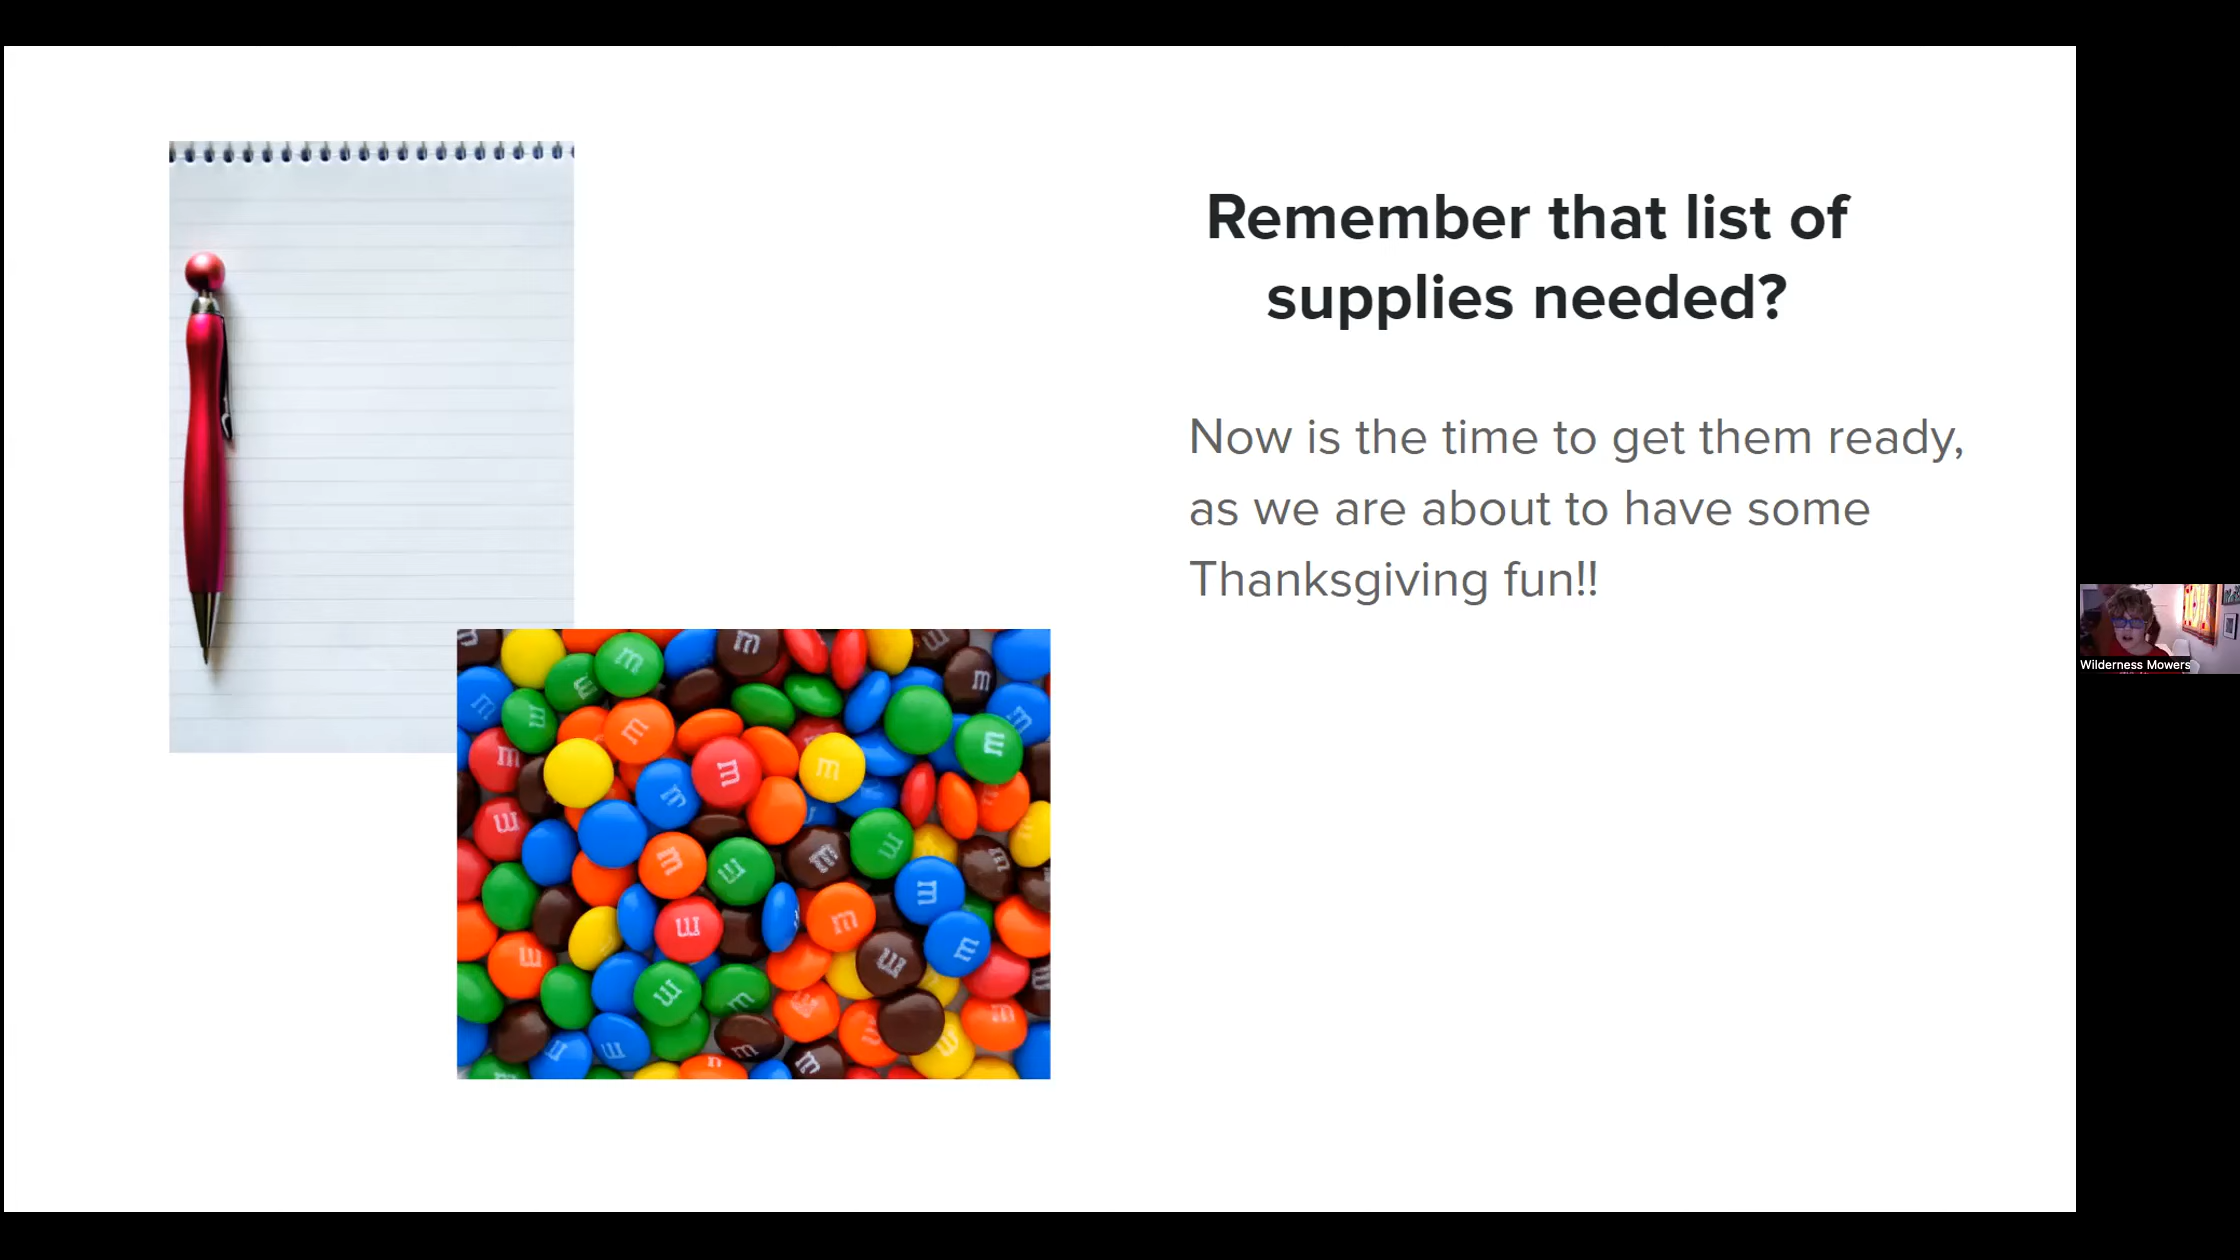 Remember that list of
supplies needed?
Now is the time to get them ready,
as we are about to have some
Thanksgiving fun!!
Wilderness Mowers